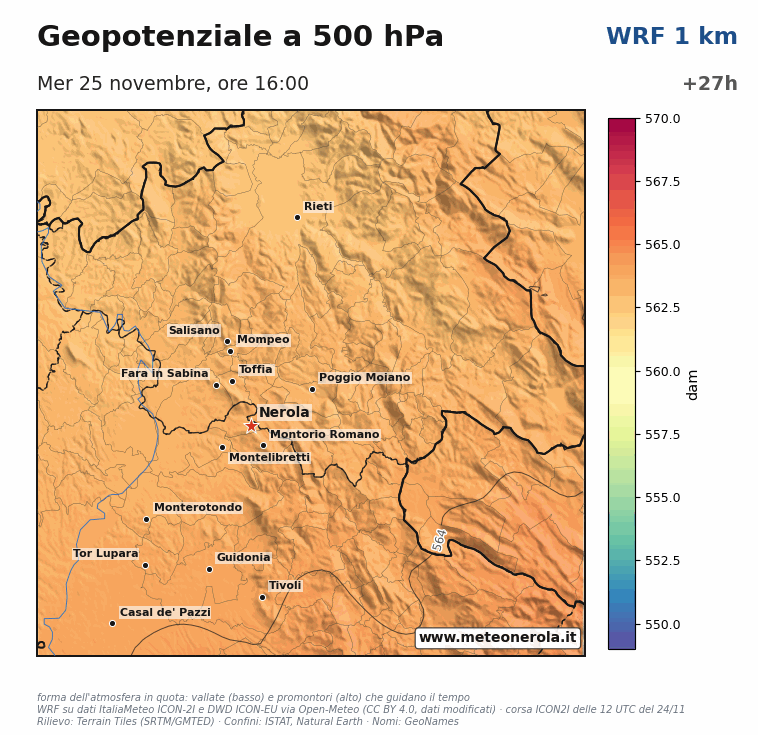 Geopotenziale a 500 hPa
WRF 1 km
Mer 25 novembre, ore 16:00
+27h
Rieti
Salisano
Mompeo
Toffia
Fara in Sabina
Poggio Moiano
Nerola
Montorio Romano
Montelibretti
Monterotondo
564
Tor Lupara
Guidonia
Tivoli
Casal de' Pazzi
www.meteonerola.it
570.0
567.5
565.0
562.5
560.0
557.5
555.0
552.5
550.0
dam
forma dell'atmosfera in quota: vallate (basso) e promontori (alto) che guidano il tempo
WRF su dati ItaliaMeteo ICON-2I e DWD ICON-EU via Open-Meteo (CC BY 4.0, dati modificati) · corsa ICON2I delle 12 UTC del 24/11
Rilievo: Terrain Tiles (SRTM/GMTED) · Confini: ISTAT, Natural Earth · Nomi: GeoNames